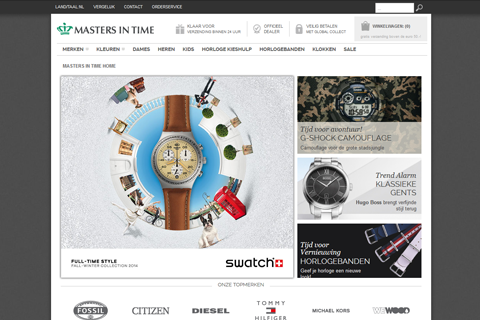 LAND/TAAL:NL VERGELIJK CONTACT ORDERSERVICE
MASTERS IN TIME
KLAAR VOOR
VERZENDING BINNEN 24 UUR
OFFICIEEL
DEALER
VEILIG BETALEN
MET GLOBAL COLLECT
WINKELWAGEN: (0)
MERKEN KLEUREN DAMES HEREN KIDS HORLOGE KIESHULP HORLOGEBANDEN KLOKKEN SALE
MASTERS IN TIME HOME
Tijd voor avontuur!
G-SHOCK CAMOUFLAGE
Camouflage voor de grote stadsjungle
Trend Alarm
KLASSIEKE
GENTS
Hugo Boss brengt verfijnde
stijl terug
FULL-TIME STYLE
FALL-WINTER COLLECTION 2014
swatch
Tijd voor
Vernieuwing
HORLOGEBANDEN
Geef je horloge een nieuwe
look!
ONZE TOPMERKEN
FOSSIL
CITIZEN
DIESEL
TOMMY
HILFIGER
MICHAEL KORS
WEWOOD